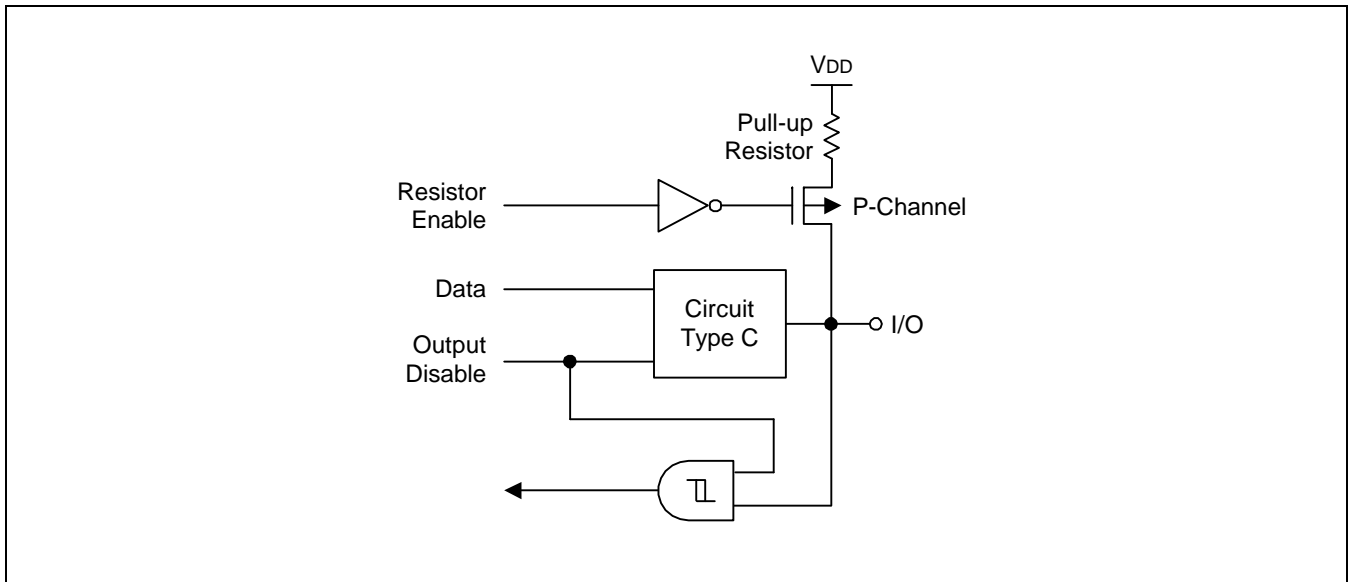 VDD
Pull-up
Resistor
Resistor
Enable
P-Channel
Data
Circuit
Type C
I/O
Output
Disable